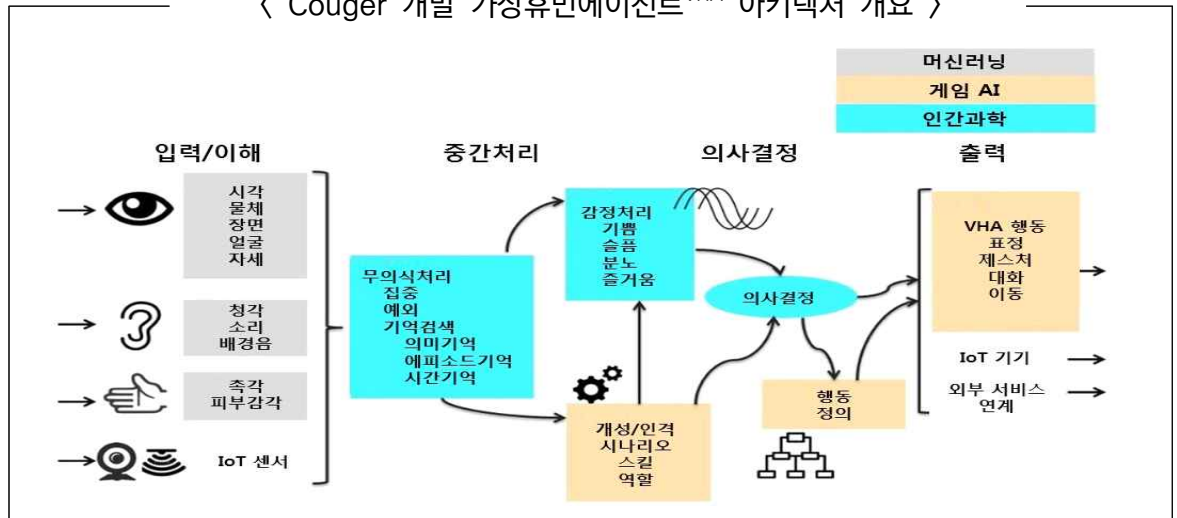 < Couger 개발 가상휴먼에이전트 아키텍처 개요 >
머신러닝
게임 AI
인간과학
입력/이해
중간처리
의사결정
출력
시각
물체
장면
얼굴
자세
청각
소리
배경음
촉각
피부감각
IoT 센서
무의식처리
집중
예외
기억검색
의미기억
에피소드기억
시간기억
감정처리
기쁨
슬픔
분노
즐거움
개성/인격
시나리오
스킬
역할
의사결정
행동
정의
VHA 행동
표정
제스처
대화
이동
IoT 기기
외부 서비스
연계